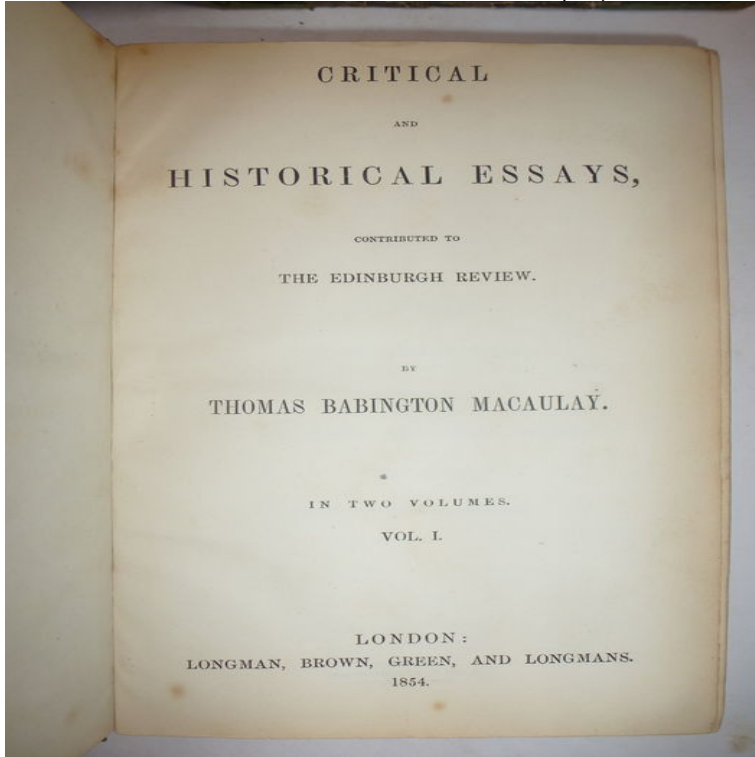 CRITICAL
AND
HISTORICAL ESSAYS,
CONTRIBUTED TO
THE EDINBURGH REVIEW.
BY
THOMAS BABINGTON MACAULAY.
IN TWO VOLUMES.
VOL. I.
LONDON:
LONGMAN, BROWN, GREEN, AND LONGMANS.
1854.